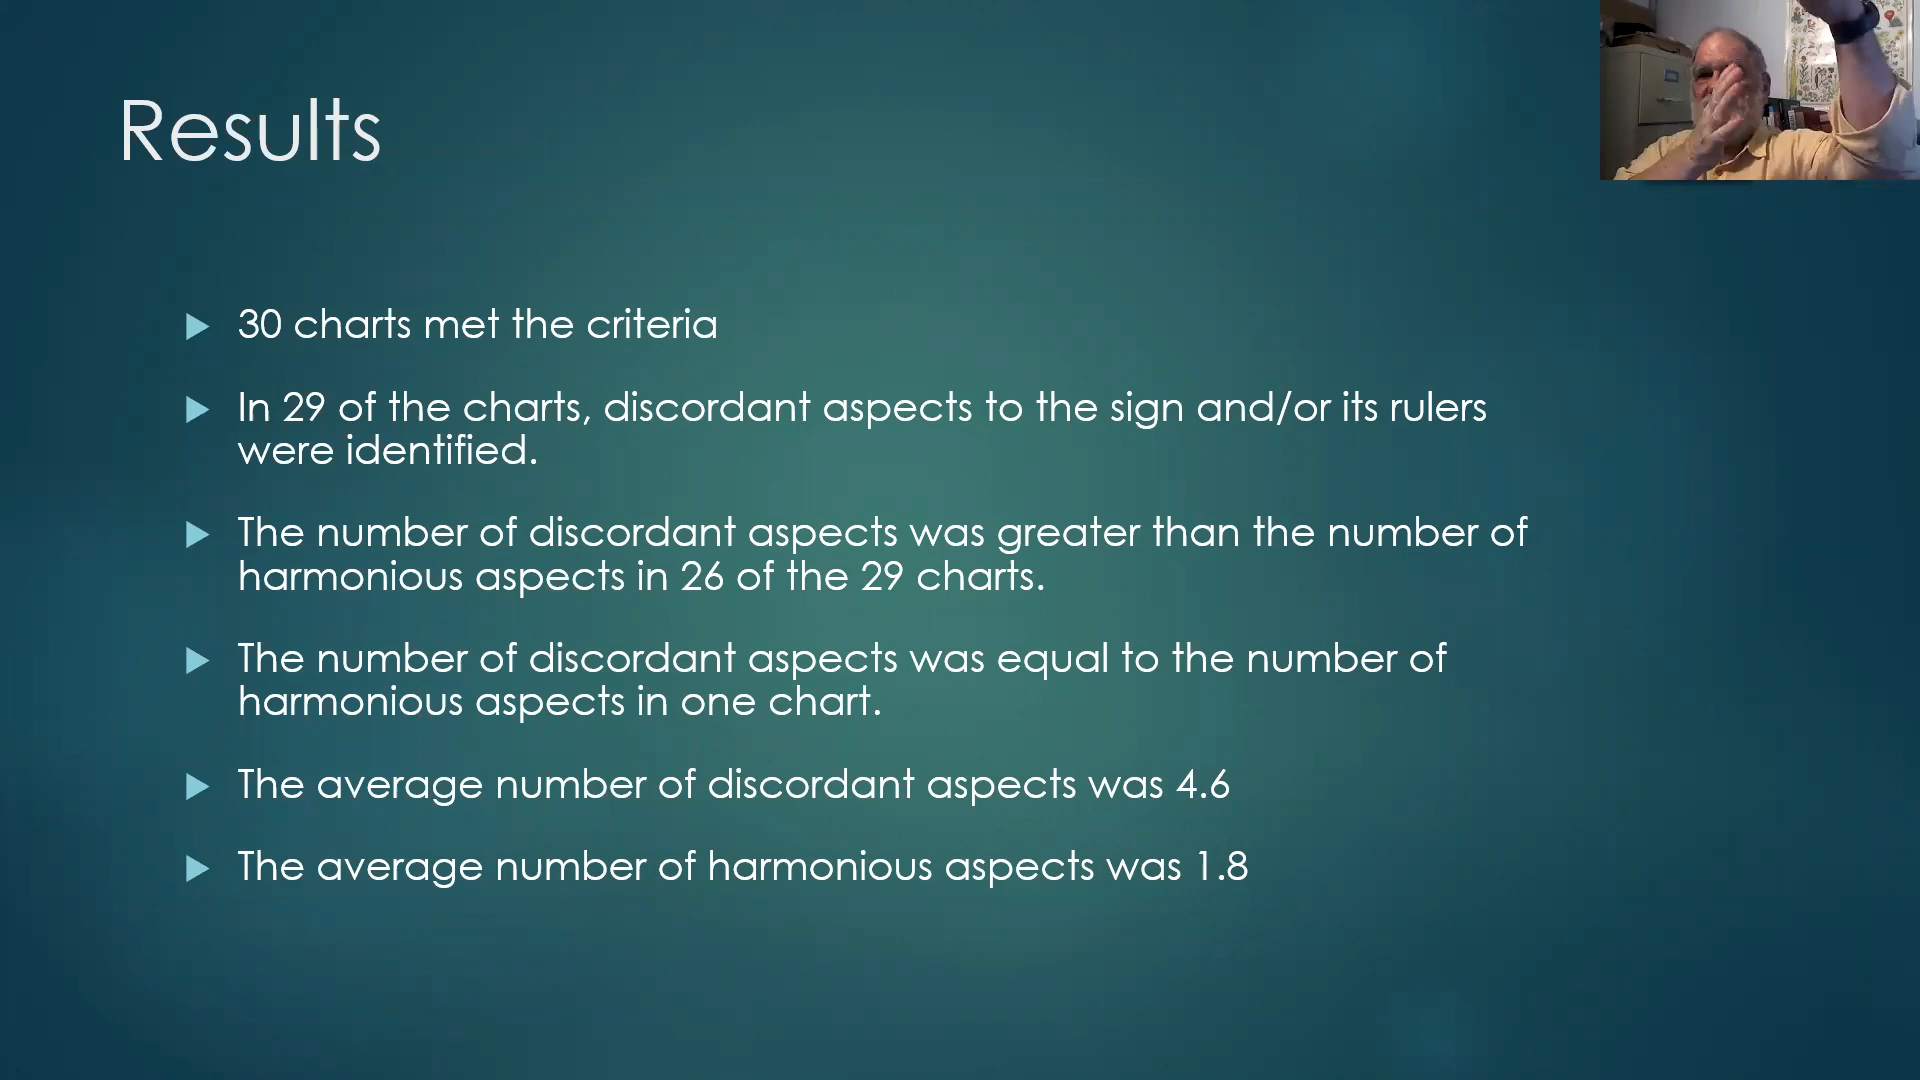 Results
30 charts met the criteria
In 29 of the charts, discordant aspects to the sign and/or its rulers
were identified.
The number of discordant aspects was greater than the number of
harmonious aspects in 26 of the 29 charts.
The number of discordant aspects was equal to the number of
harmonious aspects in one chart.
The average number of discordant aspects was 4.6
The average number of harmonious aspects was 1.8